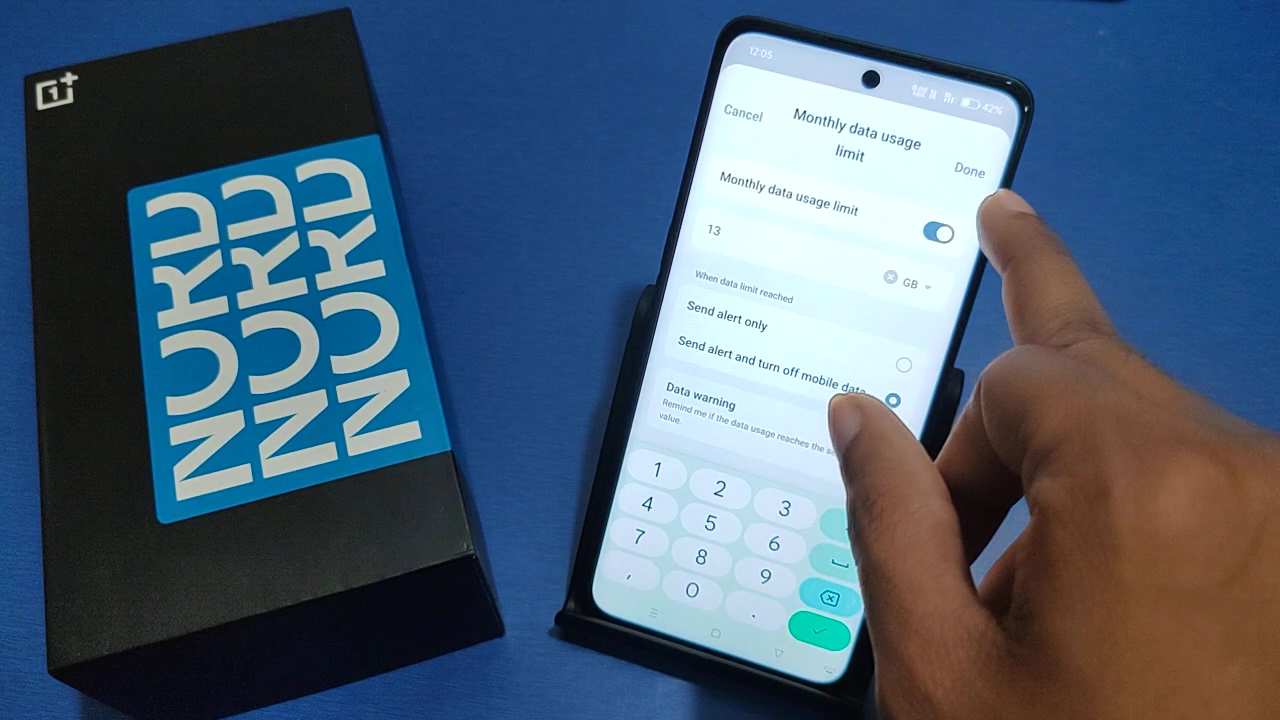 1+
NORD
NORD
NORD
12:05
42%
Cancel
Monthly data usage
limit
Done
Monthly data usage limit
13
GB
When data limit reached
Send alert only
Send alert and turn off mobile data
Data warning
Remind me if the data usage reaches the
value.
1 2 3
4 5 6
7 8 9
, 0 .